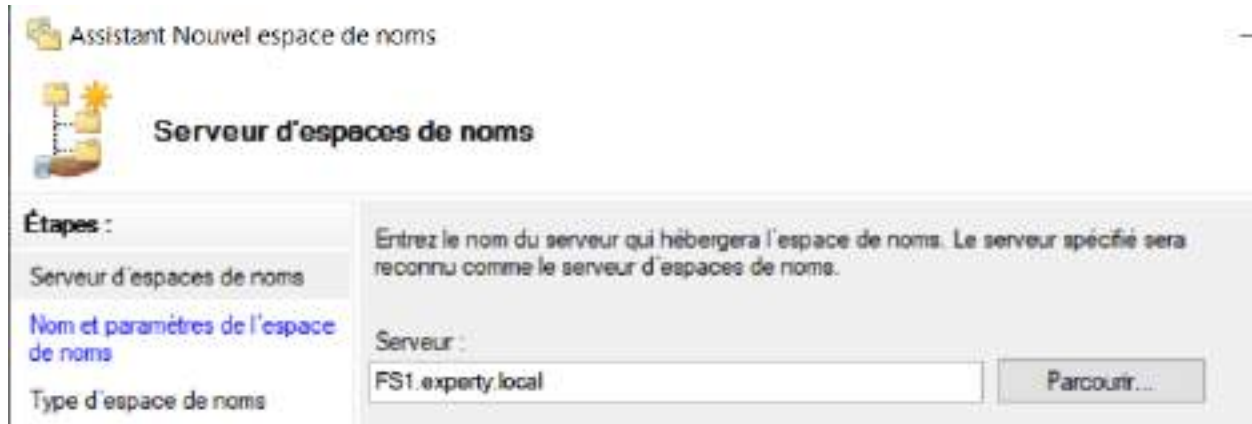 Assistant Nouvel espace de noms
Serveur d'espaces de noms
Étapes :
Serveur d'espaces de noms
Nom et paramètres de l'espace
de noms
Type d'espace de noms
Entrez le nom du serveur qui hébergera l'espace de noms. Le serveur spécifié sera
reconnu comme le serveur d'espaces de noms.
Serveur :
FS1.experty.local
Parcourir...